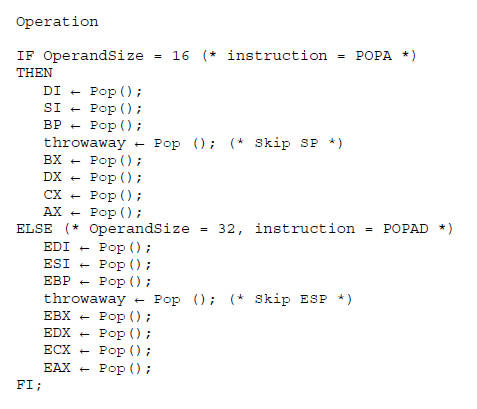 Operation
IF OperandSize = 16 (* instruction = POPA *)
THEN
DI ← Pop();
SI ← Pop();
BP ← Pop();
throwaway ← Pop (); (* Skip SP *)
BX ← Pop();
DX ← Pop();
CX ← Pop();
AX ← Pop();
ELSE (* OperandSize = 32, instruction = POPAD *)
EDI ← Pop();
ESI ← Pop();
EBP ← Pop();
throwaway ← Pop (); (* Skip ESP *)
EBX ← Pop();
EDX ← Pop();
ECX ← Pop();
EAX ← Pop();
FI;